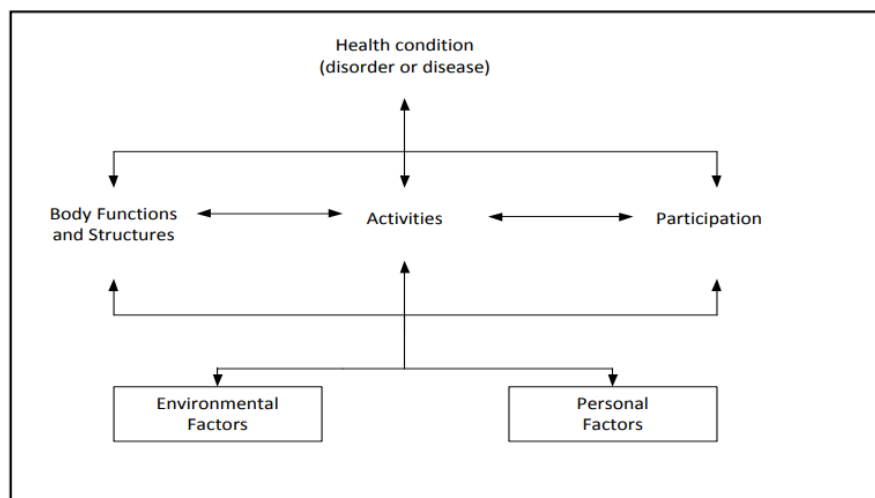 Health condition
(disorder or disease)
Body Functions
and Structures
Activities
Participation
Environmental
Factors
Personal
Factors